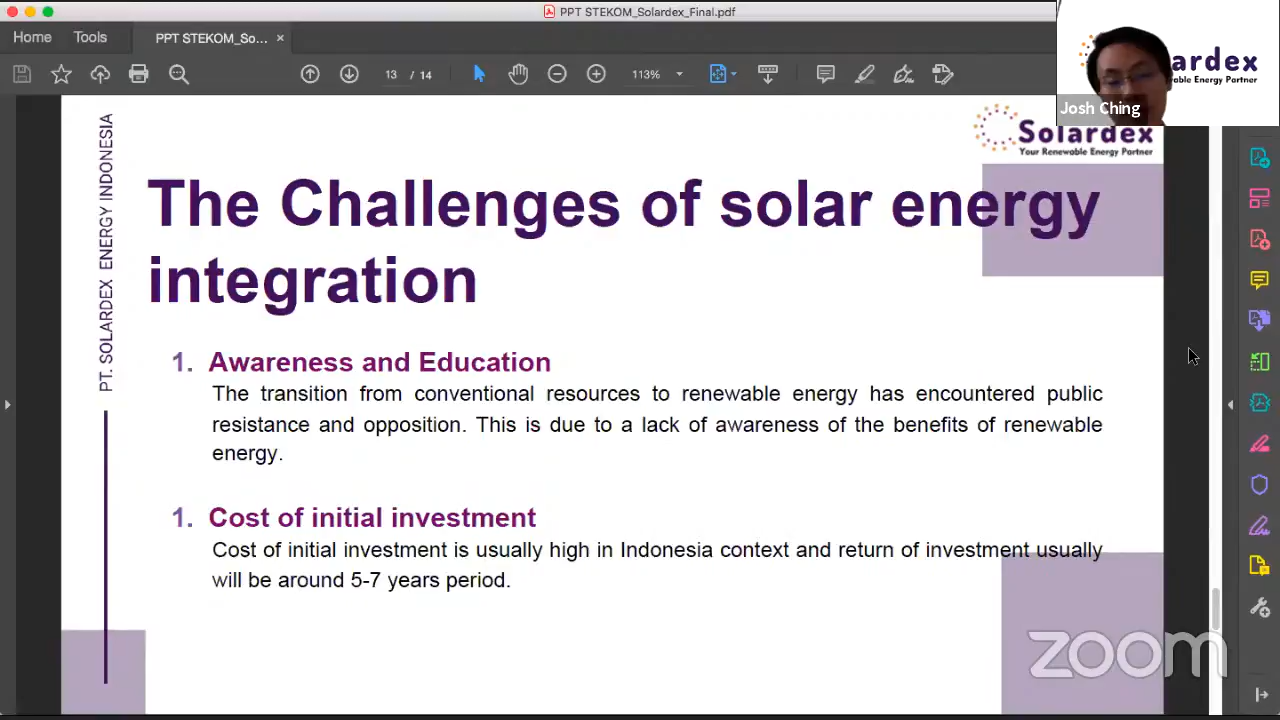 PPT STEKOM_Solardex_Final.pdf
Home
Tools
PPT STEKOM_So...
13 / 14
113%
Solardex
Your Renewable Energy Partner
Josh Ching
ardex
able Energy Partner
PT. SOLARDEX ENERGY INDONESIA
The Challenges of solar energy
integration
1. Awareness and Education
The transition from conventional resources to renewable energy has encountered public
resistance and opposition. This is due to a lack of awareness of the benefits of renewable
energy.
1. Cost of initial investment
Cost of initial investment is usually high in Indonesia context and return of investment usually
will be around 5-7 years period.
zoom